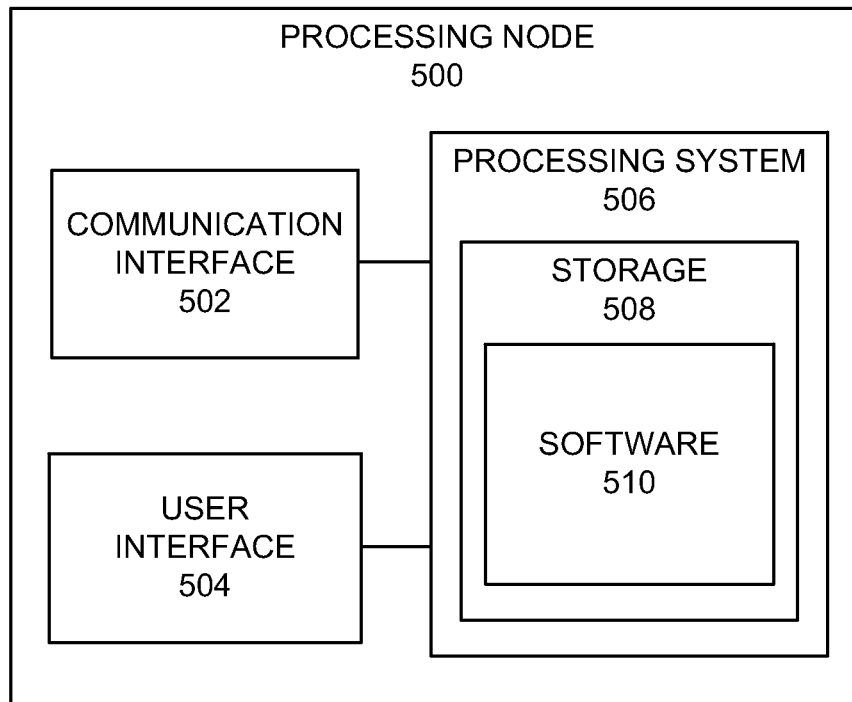 PROCESSING NODE
500
COMMUNICATION
INTERFACE
502
USER
INTERFACE
504
PROCESSING SYSTEM
506
STORAGE
508
SOFTWARE
510